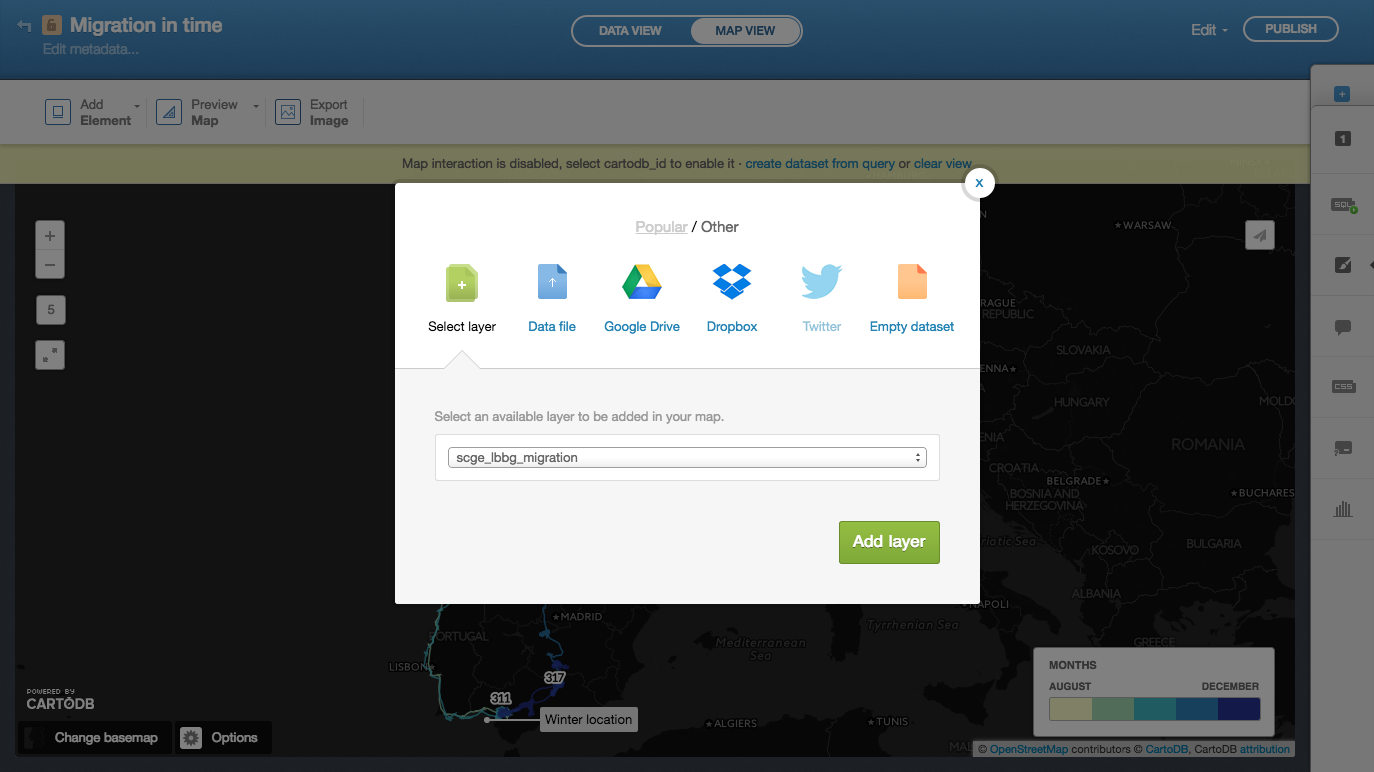 Migration in time
Edit metadata...
DATA VIEW
MAP VIEW
Edit
PUBLISH
Add
Element
Preview
Map
Export
Image
Map interaction is disabled, select cartodb_id to enable it · create dataset from query or clear view
x
Popular / Other
Select layer
Data file
Google Drive
Dropbox
Twitter
Empty dataset
Select an available layer to be added in your map.
scge_lbbg_migration
Add layer
+
−
5
1
SQL
CSS
WARSAW
REPUBLIC
SLOVAKIA
HUNGARY
ROMANIA
CROATIA
BELGRADE
BOSNIA AND
HERZEGOVINA
BUCHARES
KOSOVO
BULGARIA
ALBANIA
NAPOLI
Tyrrhenian Sea
GREECE
MADRID
PORTUGAL
Mediterranean
Sea
LISBON
317
311
Winter location
ALGIERS
TUNIS
MONTHS
AUGUST
DECEMBER
POWERED BY
CARTODB
Change basemap
Options
© OpenStreetMap contributors © CartoDB, CartoDB attribution